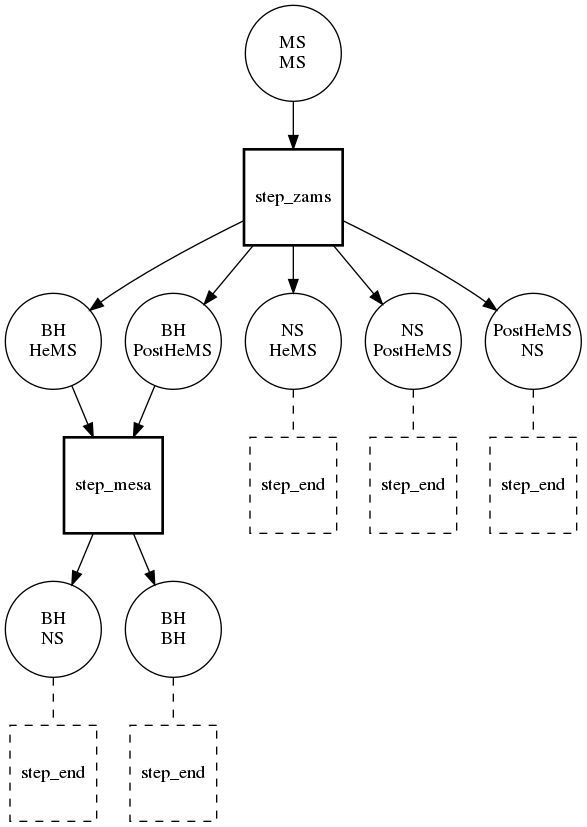 MS
MS
step_zams
BH
HeMS
BH
PostHeMS
NS
HeMS
NS
PostHeMS
PostHeMS
NS
step_mesa
step_end
step_end
step_end
BH
NS
BH
BH
step_end
step_end